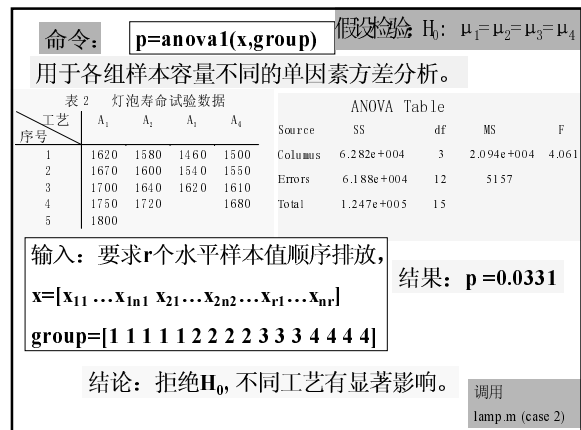 命令：
p=anova1(x,group)
假设检验: H₀: μ₁=μ₂=μ₃=μ₄
用于各组样本容量不同的单因素方差分析。
表 2 灯泡寿命试验数据
工艺 A₁ A₂ A₃ A₄
序号
1 1620 1580 1460 1500
2 1670 1600 1540 1550
3 1700 1640 1620 1610
4 1750 1720 1680
5 1800
ANOVA Table
Source SS df MS F
Columns 6.282e+004 3 2.094e+004 4.061
Errors 6.188e+004 12 5157
Total 1.247e+005 15
输入：要求r个水平样本值顺序排放，
x=[x₁₁ …x₁ₙ₁ x₂₁…x₂ₙ₂…xᵣ₁…xₙᵣ]
group=[1 1 1 1 1 2 2 2 2 3 3 3 4 4 4 4]
结果：p =0.0331
结论：拒绝H₀, 不同工艺有显著影响。
调用
lamp.m (case 2)